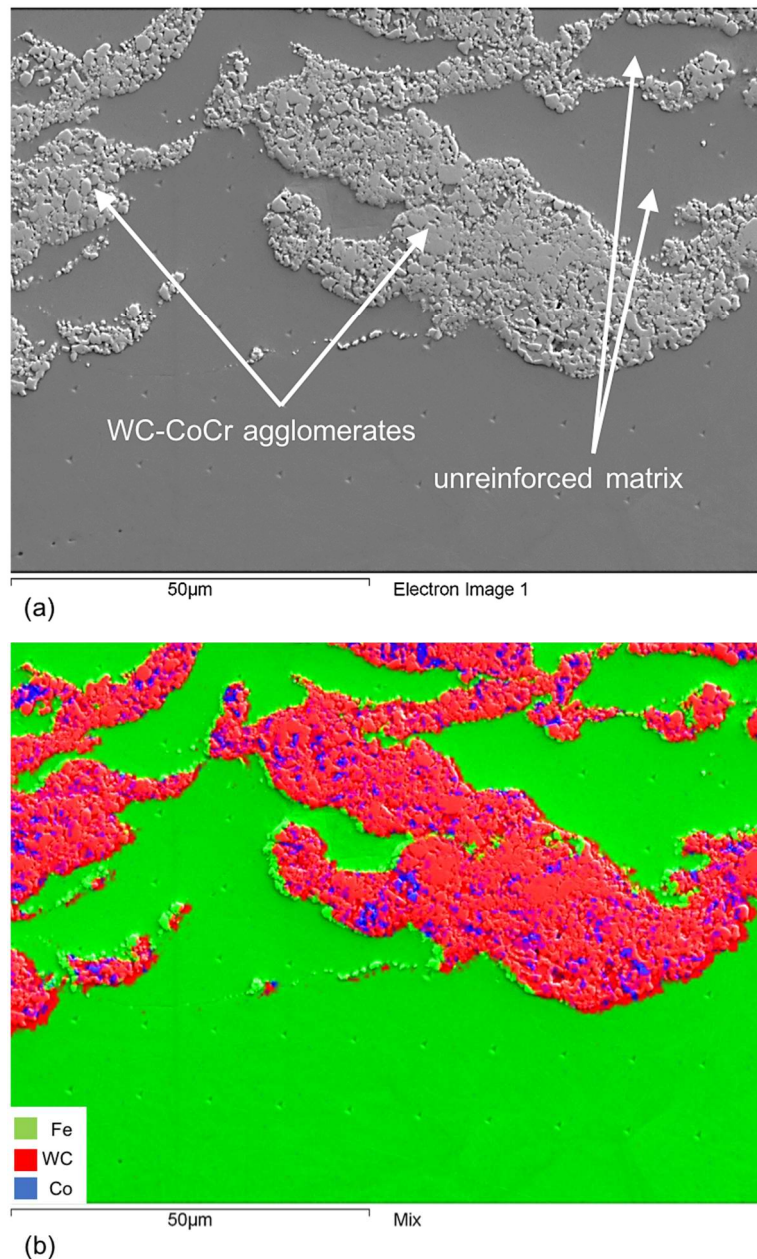 WC-CoCr agglomerates
unreinforced matrix
50µm Electron Image 1
(a)
Fe
WC
Co
50µm Mix
(b)